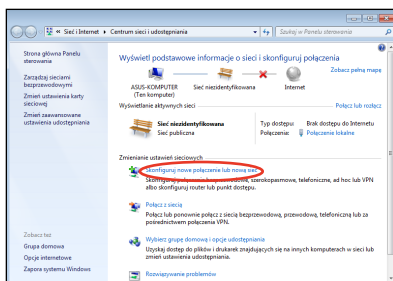 « Sieć i Internet ▸ Centrum sieci i udostępniania
Szukaj w Panelu sterowania
Strona główna Panelu
sterowania
Zarządzaj sieciami
bezprzewodowymi
Zmień ustawienia karty
sieciowej
Zmień zaawansowane
ustawienia udostępniania
Wyświetl podstawowe informacje o sieci i skonfiguruj połączenia
Zobacz pełną mapę
ASUS-KOMPUTER
(Ten komputer)
Sieć niezidentyfikowana
Internet
Wyświetlanie aktywnych sieci
Połącz lub rozłącz
Sieć niezidentyfikowana
Sieć publiczna
Typ dostępu: Brak dostępu do Internetu
Połączenia: Połączenie lokalne
Zmienianie ustawień sieciowych
Skonfiguruj nowe połączenie lub nową sieć
Skonfiguruj połączenie bezprzewodowe, szerokopasmowe, telefoniczne, ad hoc lub VPN
albo skonfiguruj router lub punkt dostępu.
Połącz z siecią
Połącz lub ponownie połącz z siecią bezprzewodową, przewodową, telefoniczną lub za
pośrednictwem połączenia VPN.
Wybierz grupę domową i opcje udostępniania
Uzyskaj dostęp do plików i drukarek znajdujących się na innych komputerach w sieci lub
zmień ustawienia udostępniania.
Rozwiązywanie problemów
Zobacz też
Grupa domowa
Opcje internetowe
Zapora systemu Windows